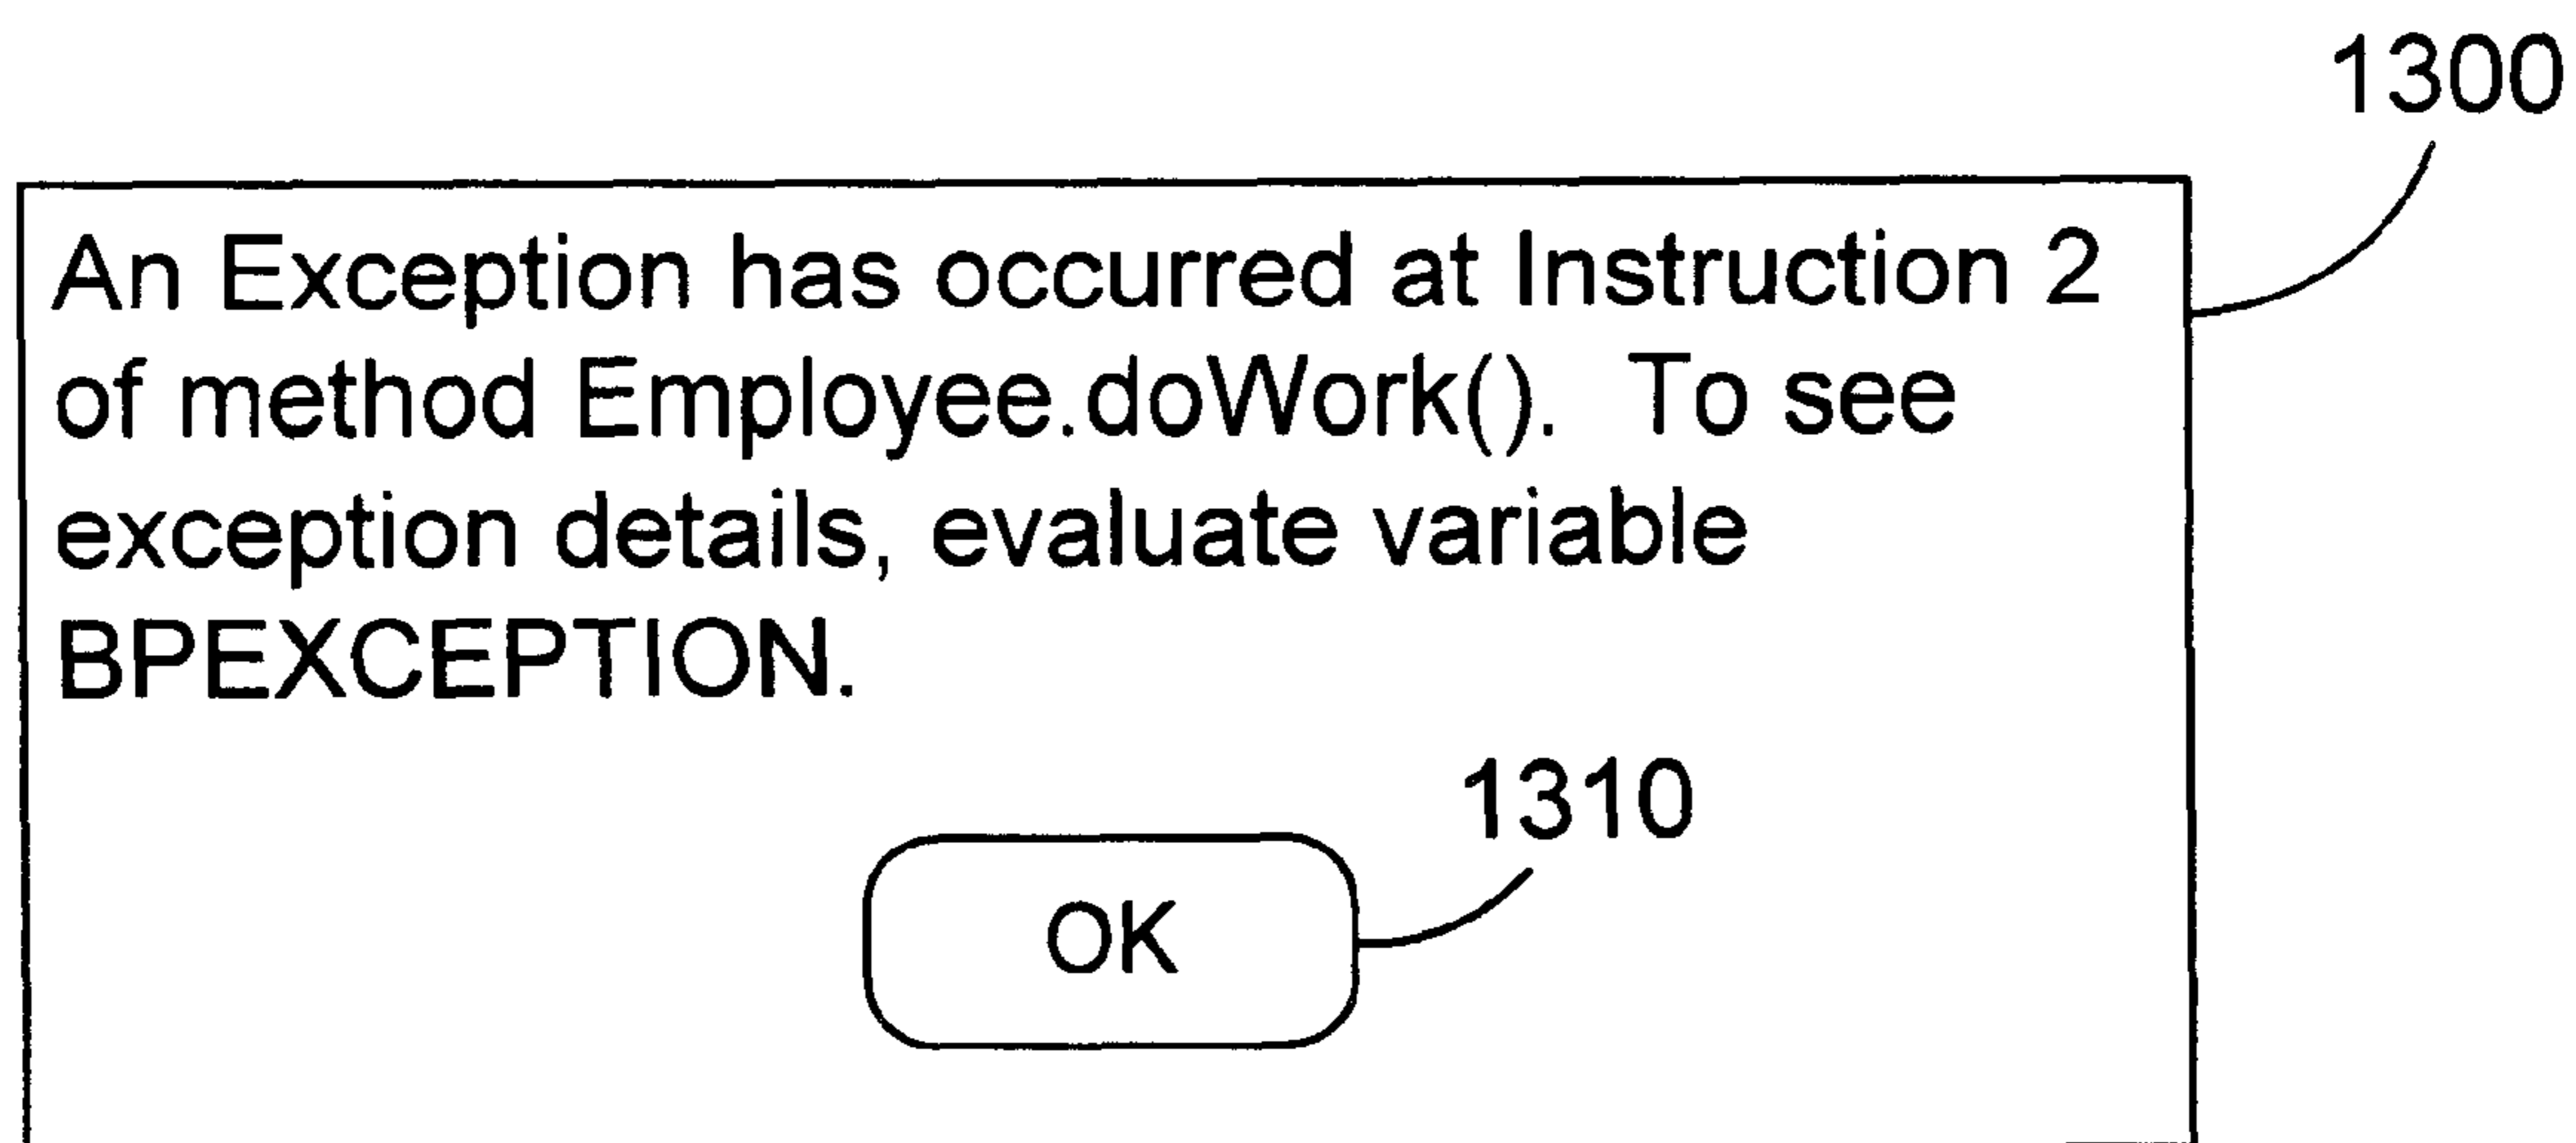 1300
An Exception has occurred at Instruction 2
of method Employee.doWork().  To see
exception details, evaluate variable
BPEXCEPTION.
1310
OK